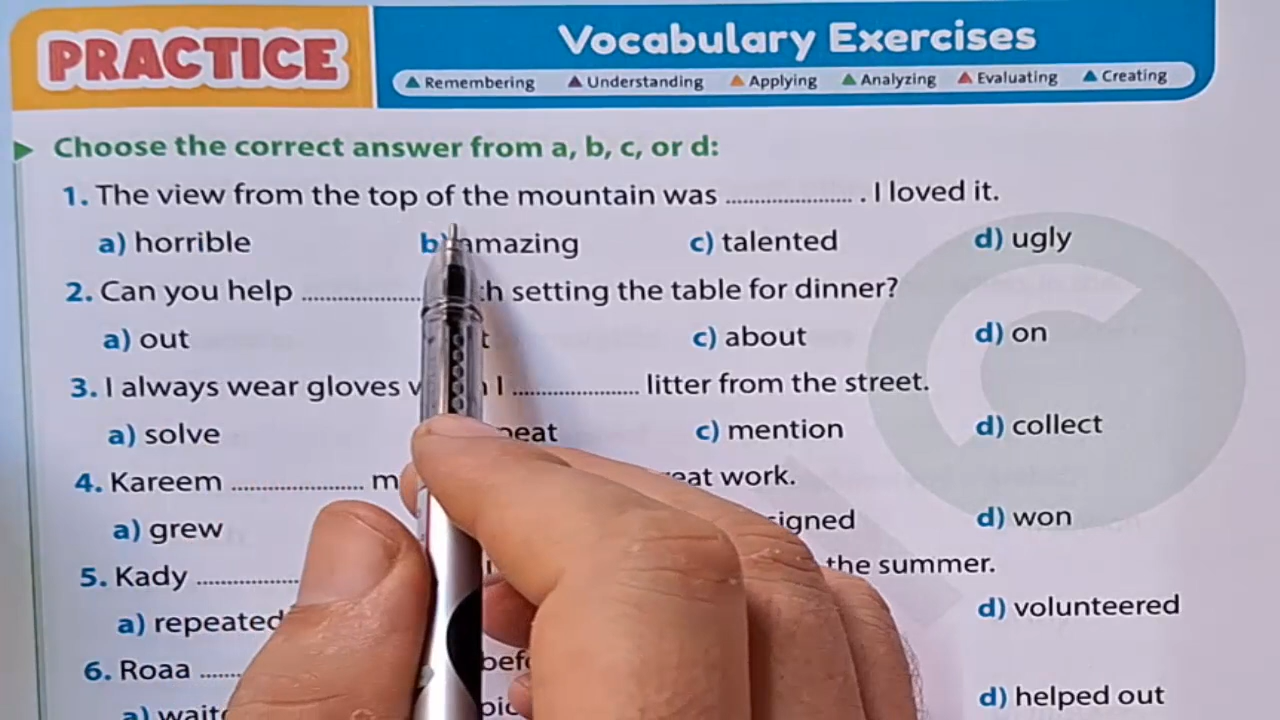 PRACTICE
Vocabulary Exercises
Remembering Understanding Applying Analyzing Evaluating Creating
Choose the correct answer from a, b, c, or d:
1. The view from the top of the mountain was .................... . I loved it.
a) horrible b) amazing c) talented d) ugly
2. Can you help .................... setting the table for dinner?
a) out c) about d) on
3. I always wear gloves I .................... litter from the street.
a) solve c) mention d) collect
4. Kareem .................... work.
a) grew d) won
5. Kady .................... the summer.
a) repeated d) volunteered
6. Roaa ....................
a) d) helped out